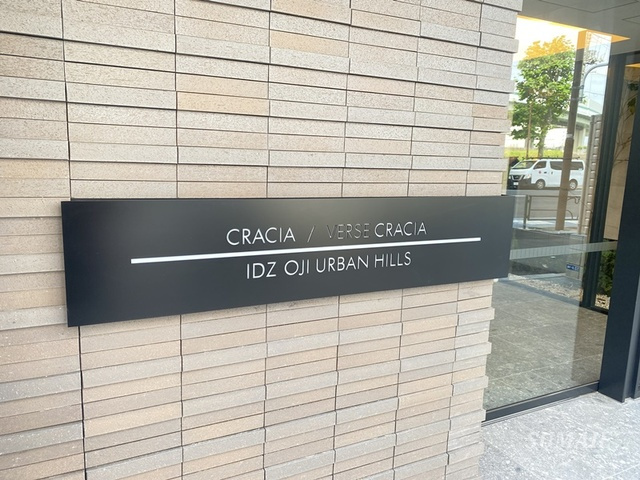 CRACIA / VERSE CRACIA
IDZ OJI URBAN HILLS